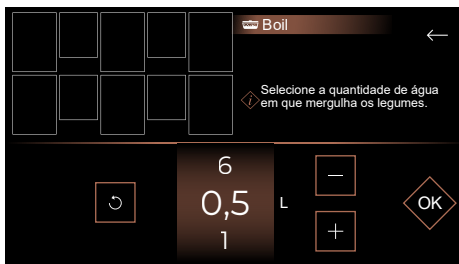 Boil
Selecione a quantidade de água
em que mergulha os legumes.
6
0,5 L
1
OK